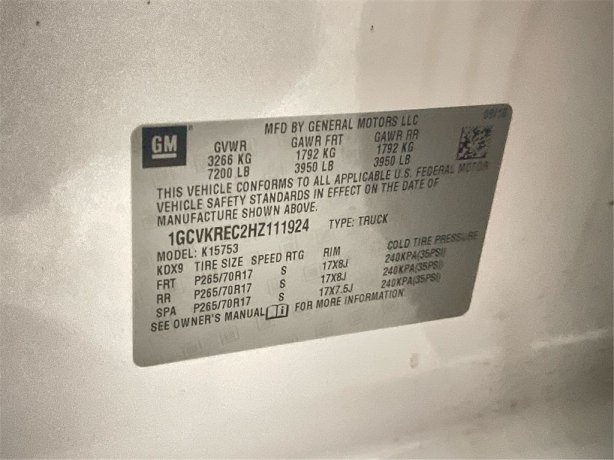 GM
MFD BY GENERAL MOTORS LLC
GVWR GAWR FRT GAWR RR
3266 KG 1792 KG 1792 KG
7200 LB 3950 LB 3950 LB
THIS VEHICLE CONFORMS TO ALL APPLICABLE U.S. FEDERAL MOTOR
VEHICLE SAFETY STANDARDS IN EFFECT ON THE DATE OF
MANUFACTURE SHOWN ABOVE.
1GCVKREC2HZ111924 TYPE: TRUCK
MODEL: K15753
KDX9 TIRE SIZE SPEED RTG RIM COLD TIRE PRESSURE
FRT P265/70R17 S 17X8J 240KPA(35PSI)
RR P265/70R17 S 17X8J 240KPA(35PSI)
SPA P265/70R17 S 17X7.5J 240KPA(35PSI)
SEE OWNER'S MANUAL FOR MORE INFORMATION.